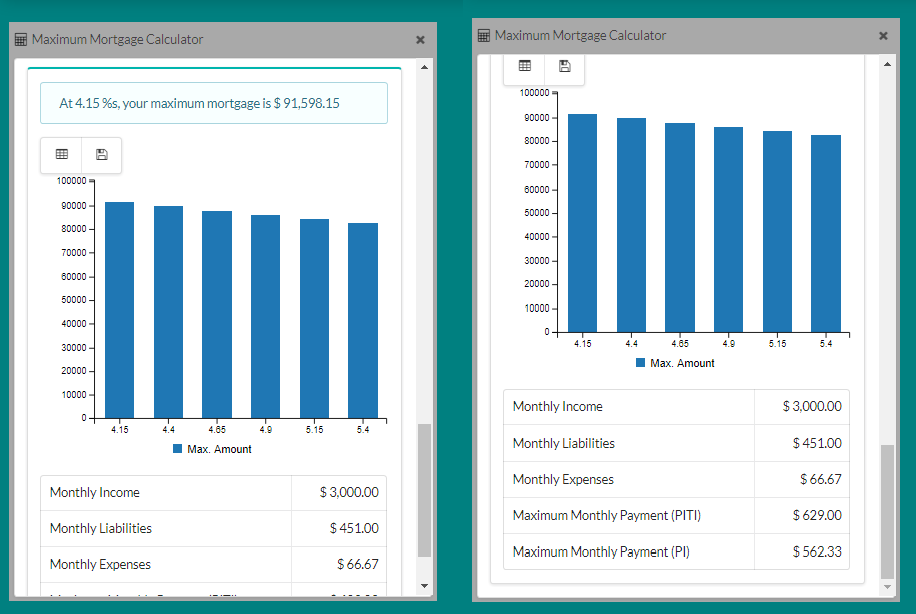 Maximum Mortgage Calculator
At 4.15 %s, your maximum mortgage is $ 91,598.15
100000
90000
80000
70000
60000
50000
40000
30000
20000
10000
0
4.15 4.4 4.65 4.9 5.15 5.4
Max. Amount
Monthly Income $ 3,000.00
Monthly Liabilities $ 451.00
Monthly Expenses $ 66.67
Maximum Mortgage Calculator
100000
90000
80000
70000
60000
50000
40000
30000
20000
10000
0
4.15 4.4 4.65 4.9 5.15 5.4
Max. Amount
Monthly Income $ 3,000.00
Monthly Liabilities $ 451.00
Monthly Expenses $ 66.67
Maximum Monthly Payment (PITI) $ 629.00
Maximum Monthly Payment (PI) $ 562.33